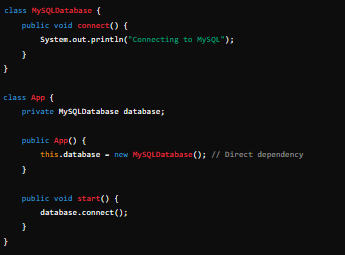 class MySQLDatabase {
    public void connect() {
        System.out.println("Connecting to MySQL");
    }
}

class App {
    private MySQLDatabase database;

    public App() {
        this.database = new MySQLDatabase(); // Direct dependency
    }

    public void start() {
        database.connect();
    }
}